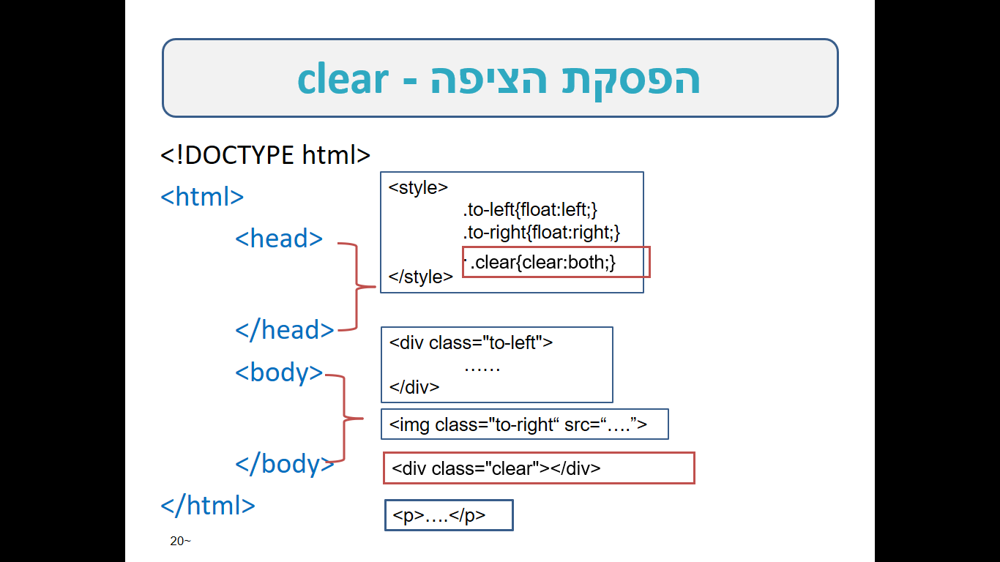 הפסקת הציפה - clear
<!DOCTYPE html>
<html>
<head>
</head>
<body>
</body>
</html>
<style>
.to-left{float:left;}
.to-right{float:right;}
.clear{clear:both;}
</style>
<div class="to-left">
……
</div>
<img class="to-right“ src=“….”>
<div class="clear"></div>
<p>….</p>
20~